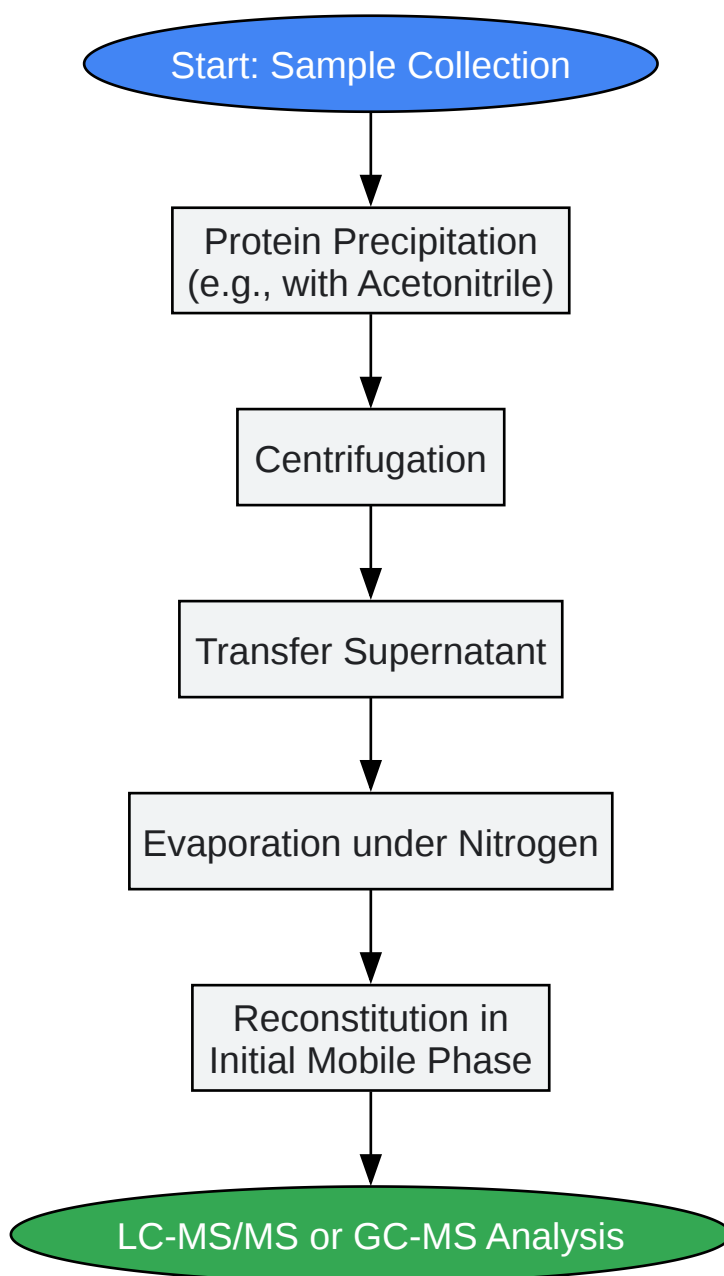 Start: Sample Collection
Protein Precipitation
(e.g., with Acetonitrile)
Centrifugation
Transfer Supernatant
Evaporation under Nitrogen
Reconstitution in
Initial Mobile Phase
LC-MS/MS or GC-MS Analysis